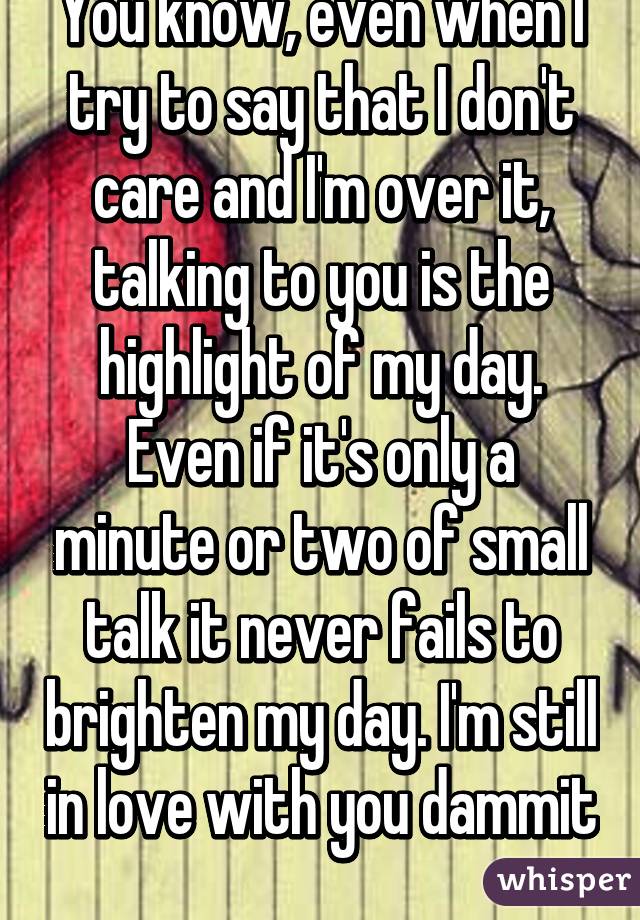 You know, even when I
try to say that I don't
care and I'm over it,
talking to you is the
highlight of my day.
Even if it's only a
minute or two of small
talk it never fails to
brighten my day. I'm still
in love with you dammit
whisper